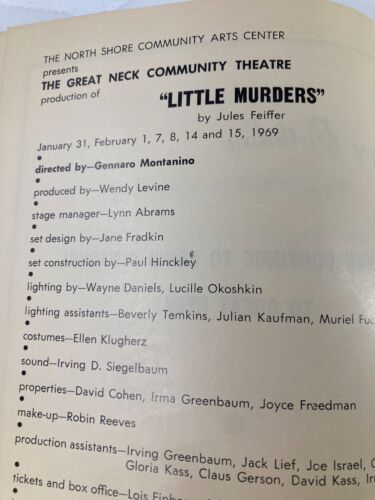 THE NORTH SHORE COMMUNITY ARTS CENTER
presents
THE GREAT NECK COMMUNITY THEATRE
production of
"LITTLE MURDERS"
by Jules Feiffer
January 31, February 1, 7, 8, 14 and 15, 1969
directed by—Gennaro Montanino
produced by—Wendy Levine
stage manager—Lynn Abrams
set design by—Jane Fradkin
set construction by—Paul Hinckley
lighting by—Wayne Daniels, Lucille Okoshkin
lighting assistants—Beverly Temkins, Julian Kaufman, Muriel
costumes—Ellen Klugherz
sound—Irving D. Siegelbaum
properties—David Cohen, Irma Greenbaum, Joyce Freedman
make-up—Robin Reeves
production assistants—Irving Greenbaum, Jack Lief, Joe Israel,
Gloria Kass, Claus Gerson, David Kass,
tickets and box office—Lois